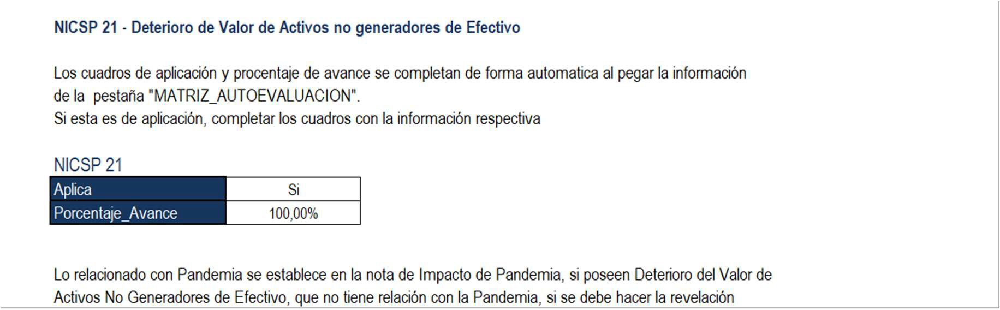 NICSP 21 - Deterioro de Valor de Activos no generadores de Efectivo
Los cuadros de aplicación y procentaje de avance se completan de forma automatica al pegar la información
de la  pestaña "MATRIZ_AUTOEVALUACION".
Si esta es de aplicación, completar los cuadros con la información respectiva
NICSP 21
Aplica Si
Porcentaje_Avance 100,00%
Lo relacionado con Pandemia se establece en la nota de Impacto de Pandemia, si poseen Deterioro del Valor de
Activos No Generadores de Efectivo, que no tiene relación con la Pandemia, si se debe hacer la revelación